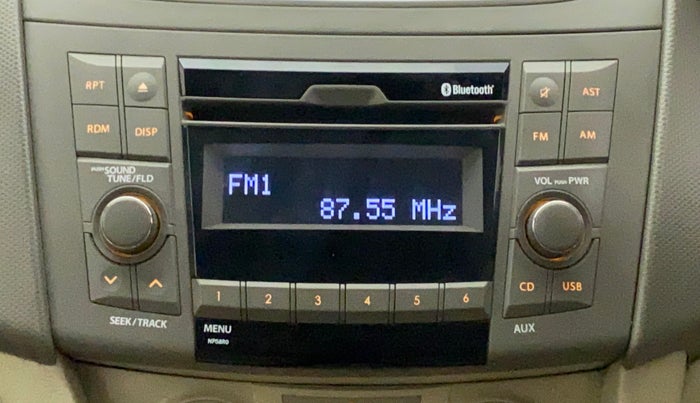 RPT
Bluetooth
AST
RDM
DISP
FM
AM
PUSH SOUND
TUNE/FLD
FM1
87.55 MHz
VOL PUSH PWR
1 2 3 4 5 6
CD
USB
SEEK/TRACK
MENU
AUX